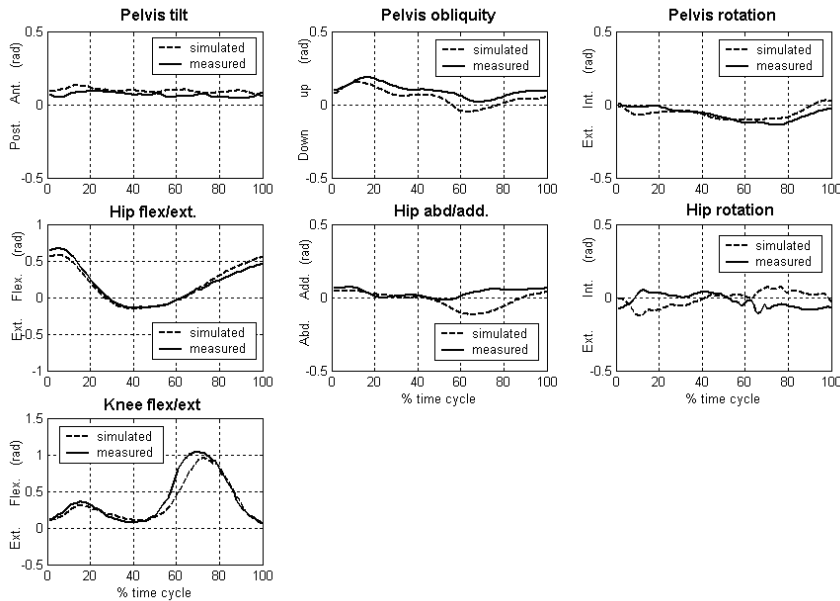 Pelvis tilt
0.5
0
-0.5
Post. Ant. (rad)
simulated
measured
0 20 40 60 80 100
Pelvis obliquity
0.5
0
-0.5
Down up (rad)
simulated
measured
0 20 40 60 80 100
Pelvis rotation
0.5
0
-0.5
Ext. Int. (rad)
simulated
measured
0 20 40 60 80 100
Hip flex/ext.
1
0.5
0
-0.5
-1
Ext. Flex. (rad)
simulated
measured
0 20 40 60 80 100
Hip abd/add.
0.5
0
-0.5
Abd. Add. (rad)
simulated
measured
0 20 40 60 80 100
% time cycle
Hip rotation
0.5
0
-0.5
Ext. Int. (rad)
simulated
measured
0 20 40 60 80 100
% time cycle
Knee flex/ext
1.5
1
0.5
0
-0.5
Ext. Flex. (rad)
simulated
measured
0 20 40 60 80 100
% time cycle